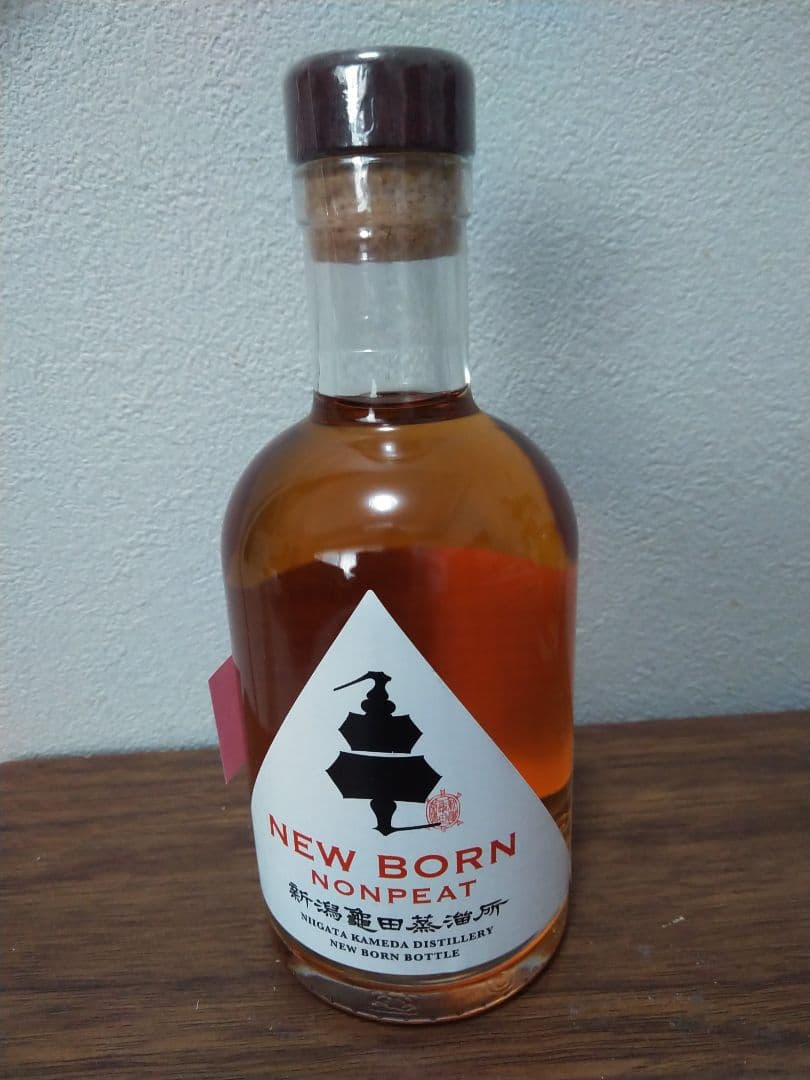 NEW BORN
NONPEAT
新潟亀田蒸溜所
NIIGATA KAMEDA DISTILLERY
NEW BORN BOTTLE